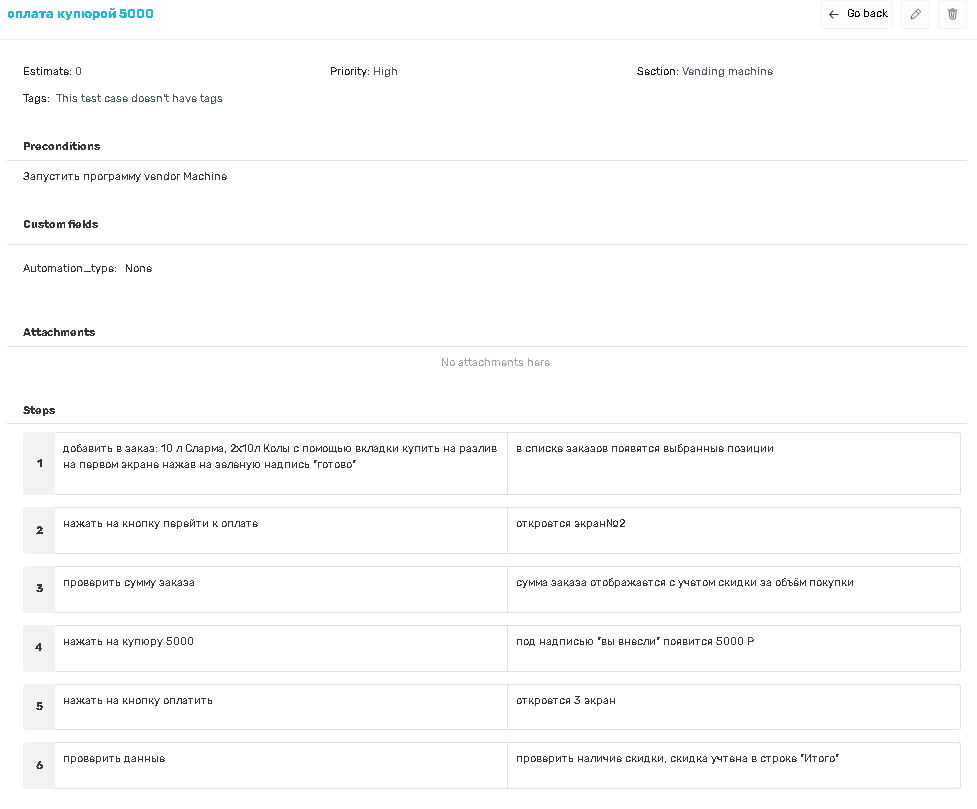 оплата купюрой 5000
Go back
Estimate: 0
Priority: High
Section: Vending machine
Tags: This test case doesn't have tags
Preconditions
Запустить программу vendor Machine
Custom fields
Automation_type: None
Attachments
No attachments here
Steps
1
добавить в заказ: 10 л Сларма, 2х10л Колы с помощью вкладки купить на разлив
на первом экране нажав на зеленую надпись "готово"
в списке заказов появятся выбранные позиции
2
нажать на кнопку перейти к оплате
откроется экран№2
3
проверить сумму заказа
сумма заказа отображается с учетом скидки за объём покупки
4
нажать на купюру 5000
под надписью "вы внесли" появится 5000 Р
5
нажать на кнопку оплатить
откроется 3 экран
6
проверить данные
проверить наличие скидки, скидка учтена в строке "Итого"